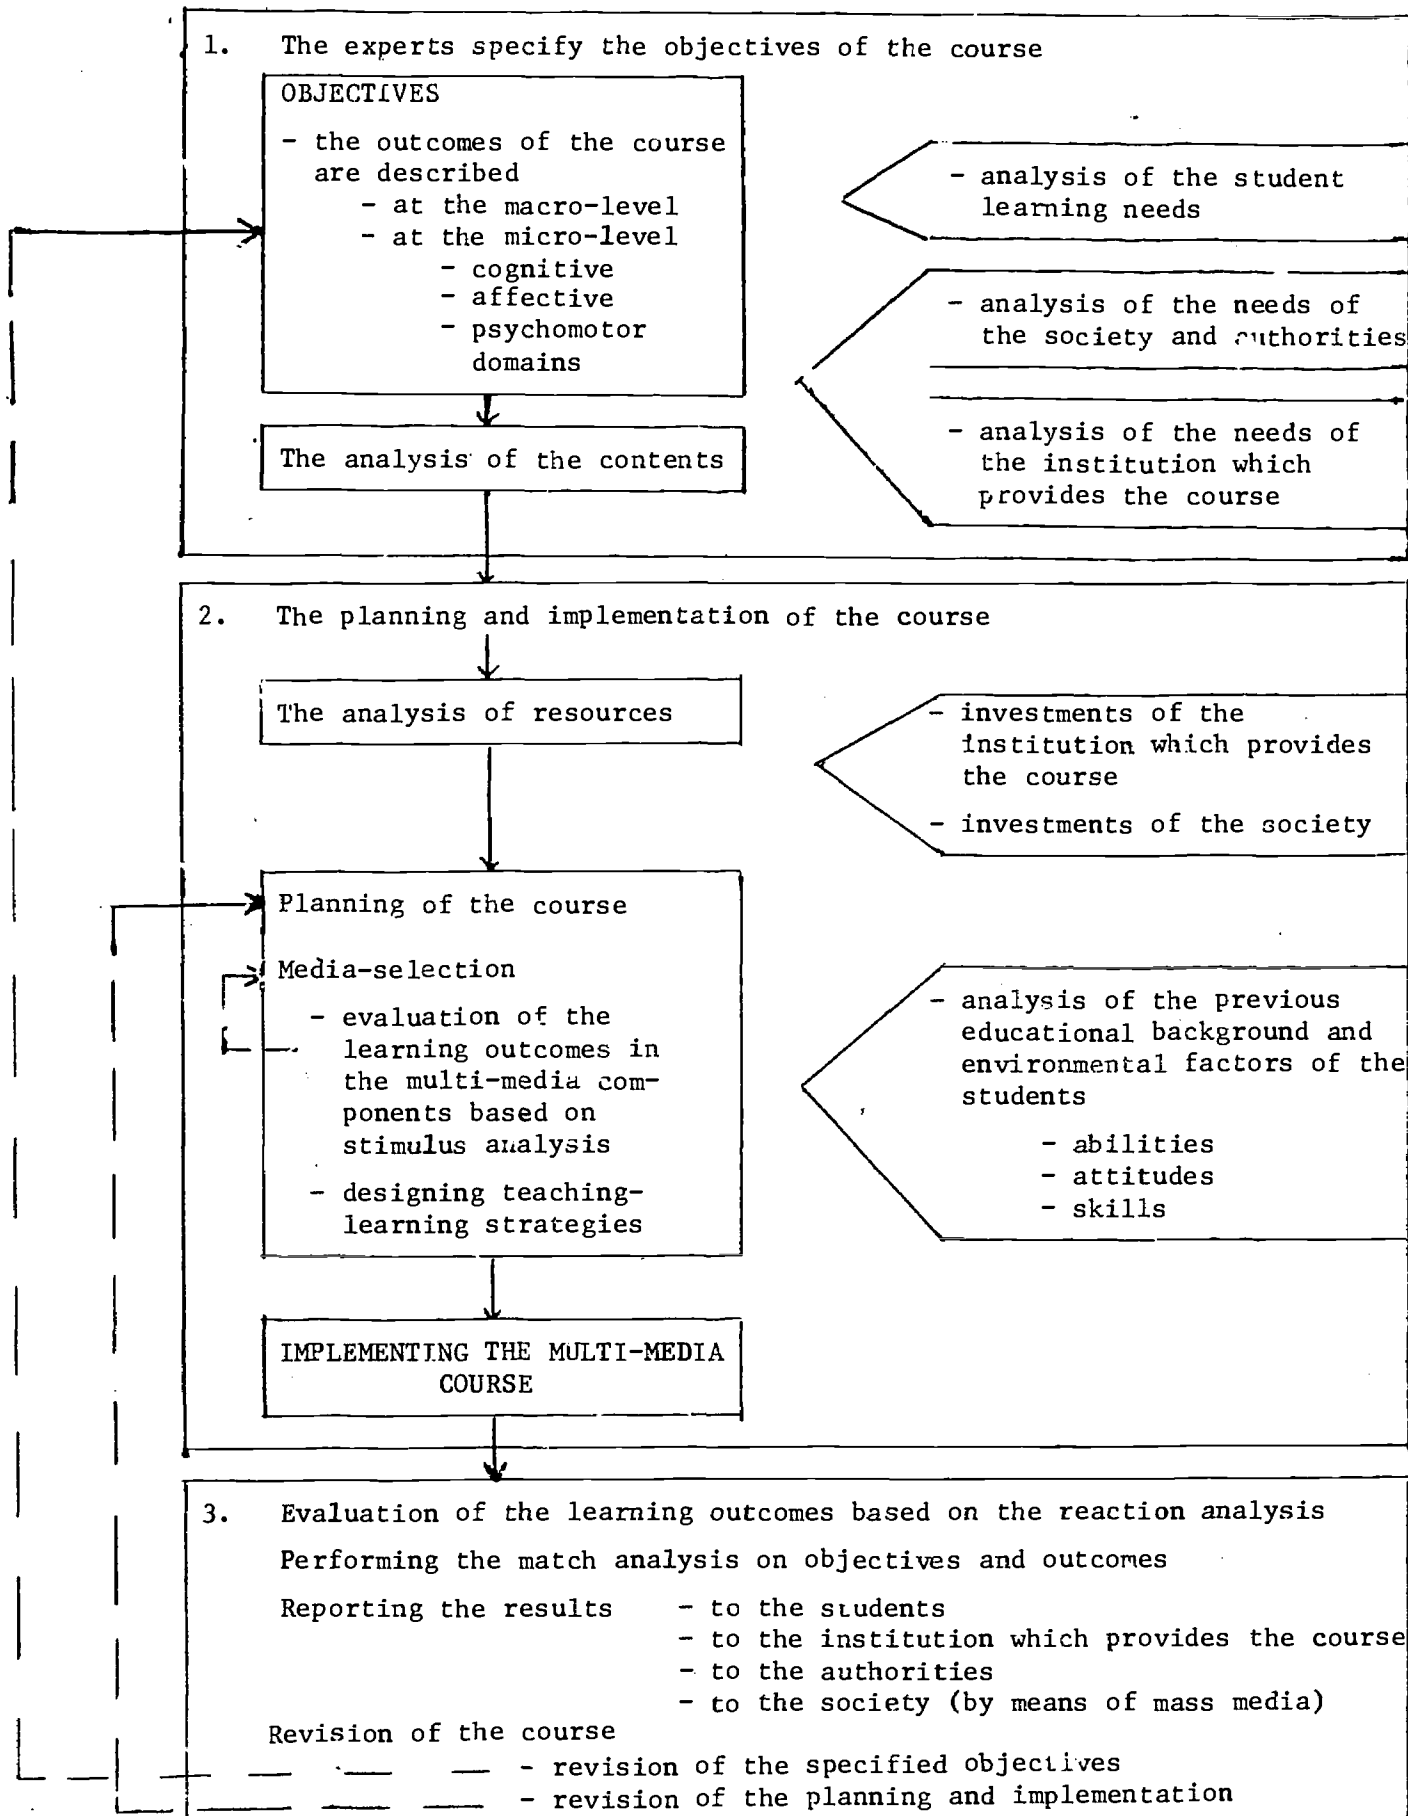 1. The experts specify the objectives of the course
OBJECTIVES
- the outcomes of the course
are described
- at the macro-level
- at the micro-level
- cognitive
- affective
- psychomotor
domains
The analysis of the contents
- analysis of the student
learning needs
- analysis of the needs of
the society and authorities
- analysis of the needs of
the institution which
provides the course
2. The planning and implementation of the course
The analysis of resources
- investments of the
institution which provides
the course
- investments of the society
Planning of the course
Media-selection
- evaluation of the
learning outcomes in
the multi-media com-
ponents based on
stimulus analysis
- designing teaching-
learning strategies
- analysis of the previous
educational background and
environmental factors of the
students
- abilities
- attitudes
- skills
IMPLEMENTING THE MULTI-MEDIA
COURSE
3. Evaluation of the learning outcomes based on the reaction analysis
Performing the match analysis on objectives and outcomes
Reporting the results - to the students
- to the institution which provides the course
- to the authorities
- to the society (by means of mass media)
Revision of the course
- revision of the specified objectives
- revision of the planning and implementation